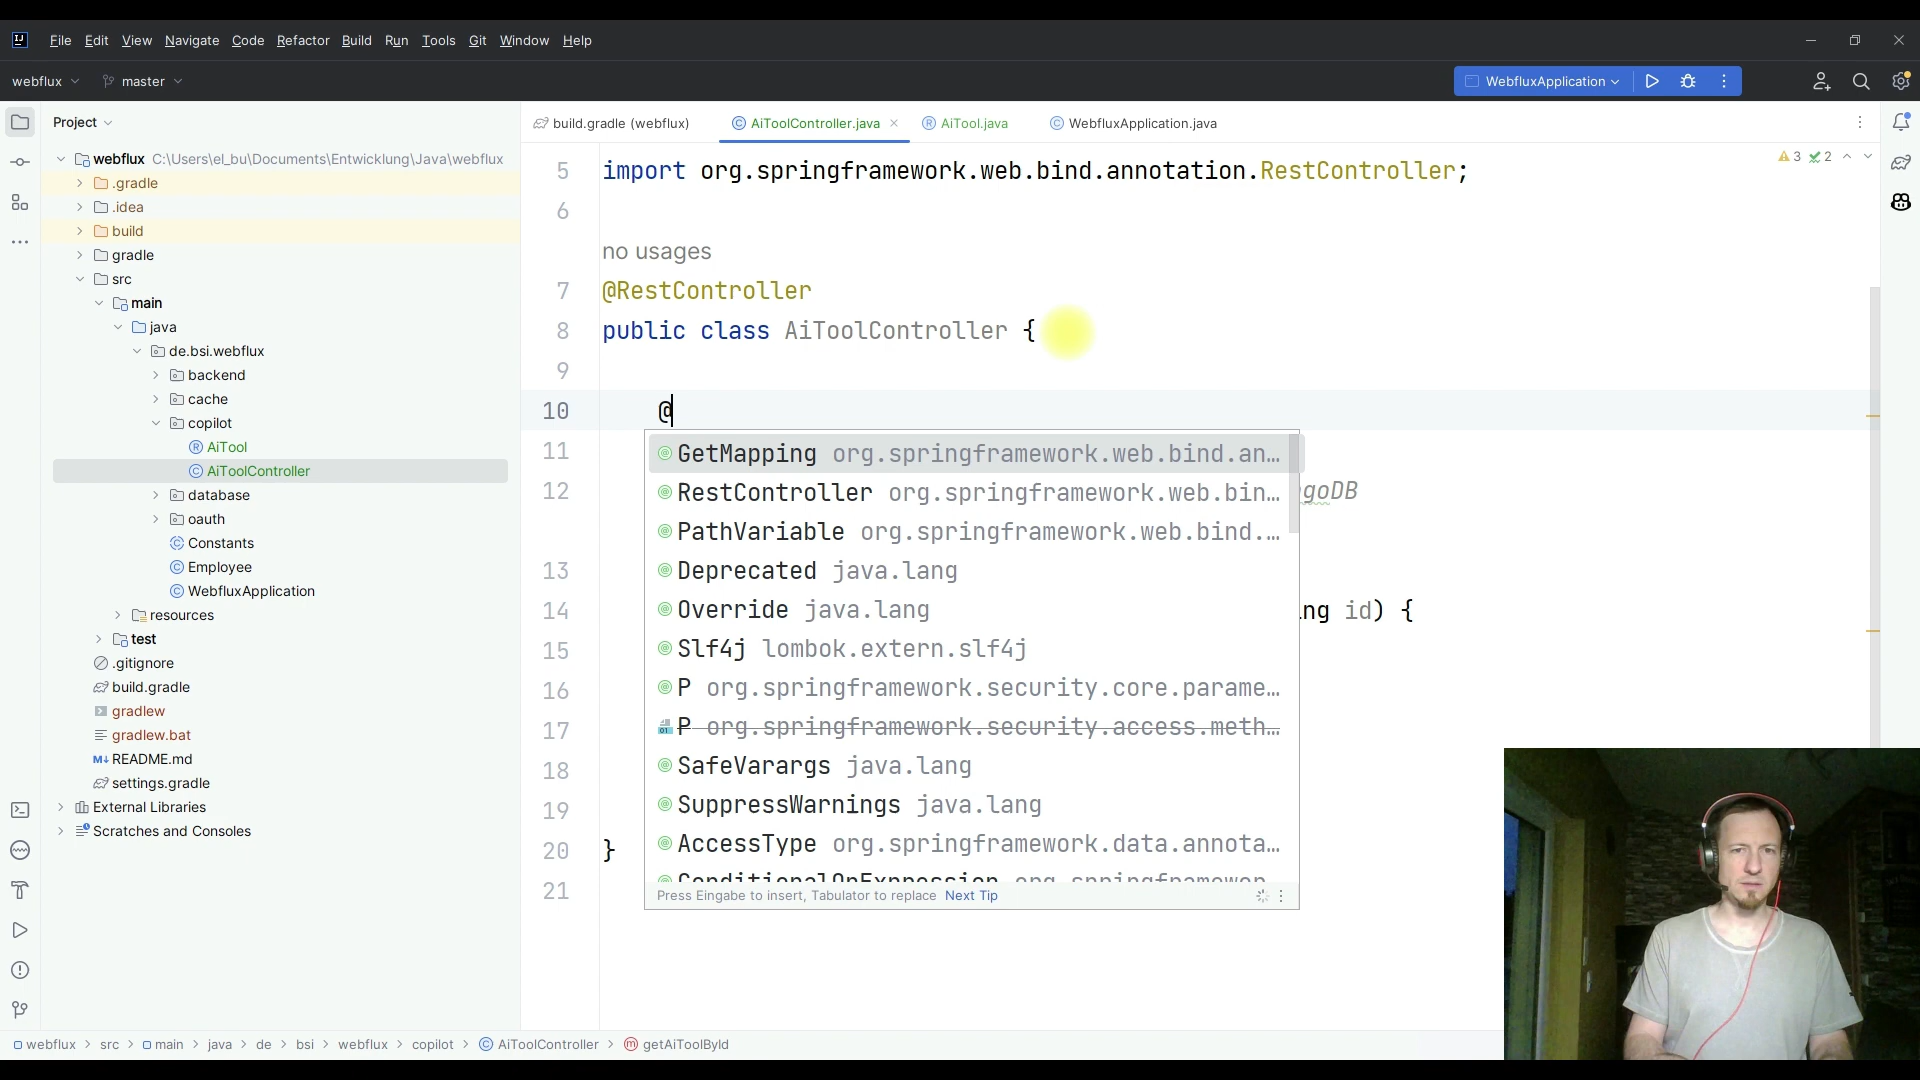 File Edit View Navigate Code Refactor Build Run Tools Git Window Help
webflux master WebfluxApplication
Project
webflux C:\Users\el_bu\Documents\Entwicklung\Java\webflux
.gradle
.idea
build
gradle
src
main
java
de.bsi.webflux
backend
cache
copilot
AiTool
AiToolController
database
oauth
Constants
Employee
WebfluxApplication
resources
test
.gitignore
build.gradle
gradlew
gradlew.bat
README.md
settings.gradle
External Libraries
Scratches and Consoles
build.gradle (webflux) AiToolController.java AiTool.java WebfluxApplication.java
3 2
5 import org.springframework.web.bind.annotation.RestController;
6
no usages
7 @RestController
8 public class AiToolController {
9
10 @
11
12 goDB
13
14 ng id) {
15
16
17
18
19
20 }
21
GetMapping org.springframework.web.bind.an…
RestController org.springframework.web.bin…
PathVariable org.springframework.web.bind.…
Deprecated java.lang
Override java.lang
Slf4j lombok.extern.slf4j
P org.springframework.security.core.parame…
P org.springframework.security.access.meth…
SafeVarargs java.lang
SuppressWarnings java.lang
AccessType org.springframework.data.annota…
ConditionalOnExpression org.springframewor…
Press Eingabe to insert, Tabulator to replace Next Tip
webflux > src > main > java > de > bsi > webflux > copilot > AiToolController > getAiToolById